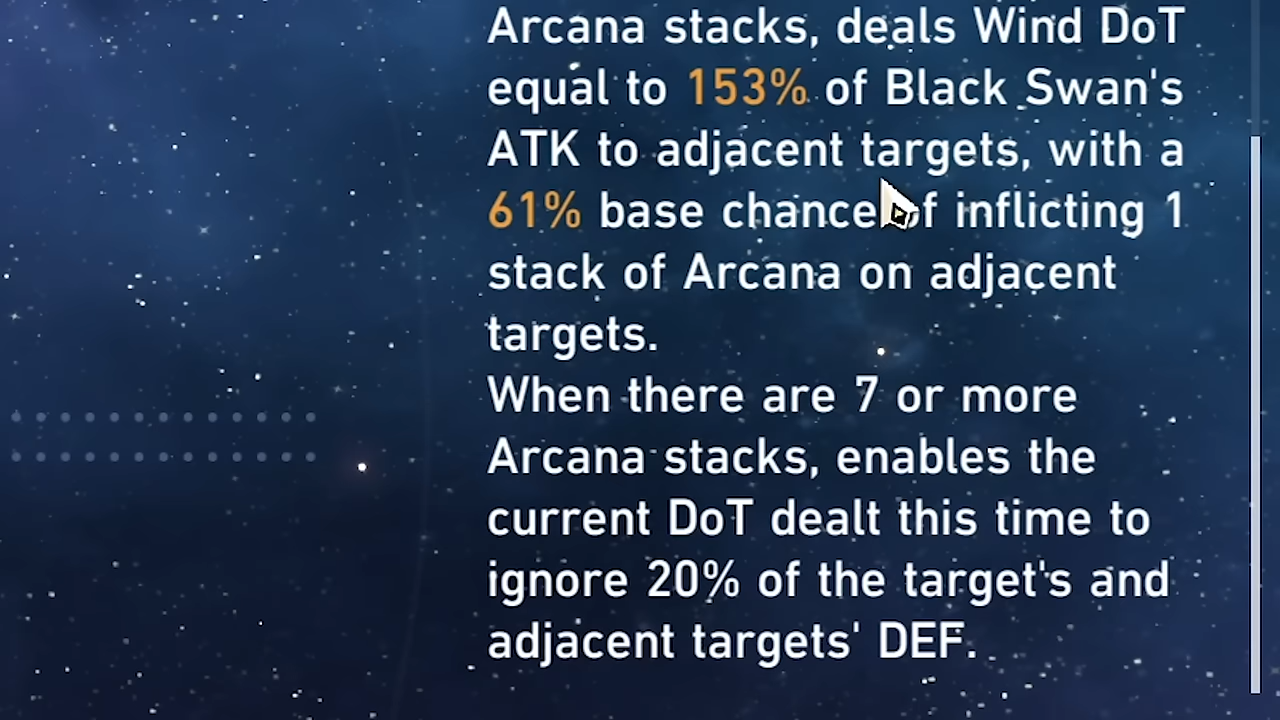 Arcana stacks, deals Wind DoT
equal to 153% of Black Swan's
ATK to adjacent targets, with a
61% base chance of inflicting 1
stack of Arcana on adjacent
targets.
When there are 7 or more
Arcana stacks, enables the
current DoT dealt this time to
ignore 20% of the target's and
adjacent targets' DEF.